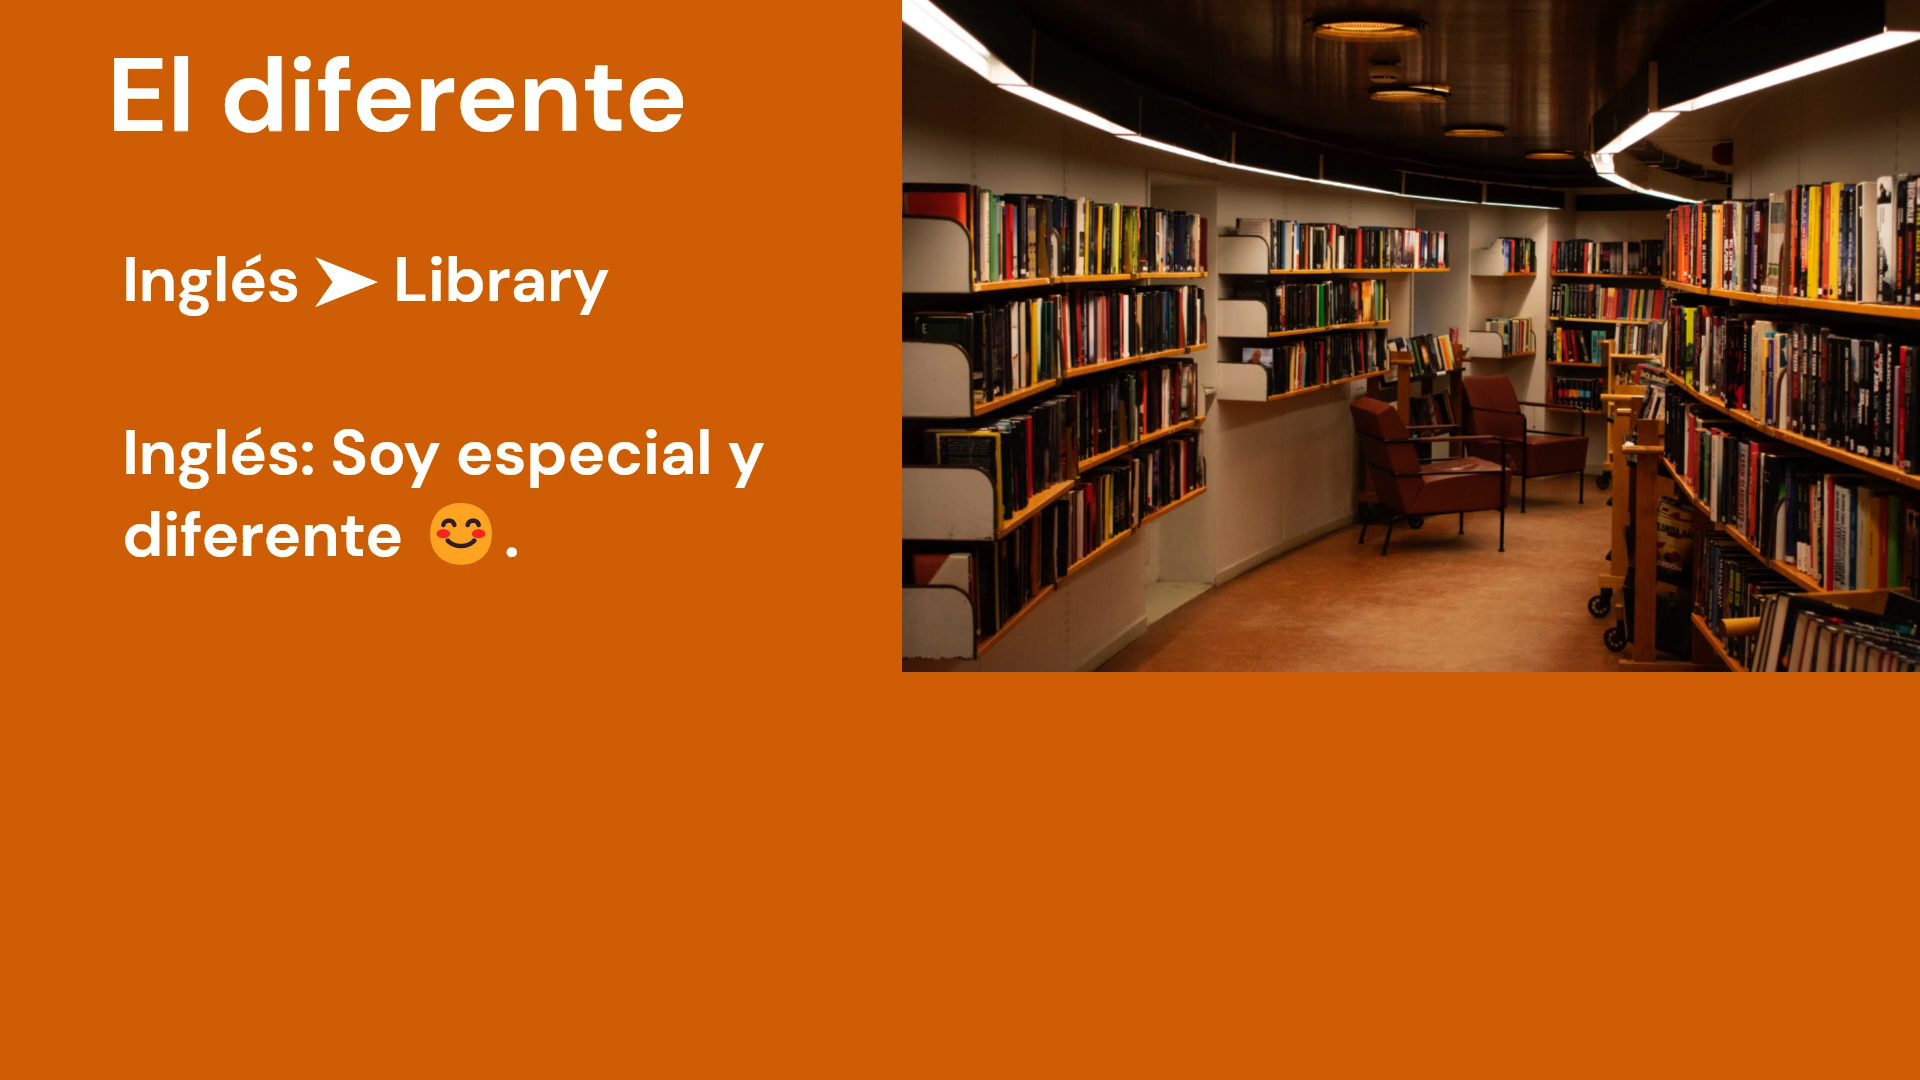 El diferente
Inglés ➤ Library
Inglés: Soy especial y
diferente 😊.